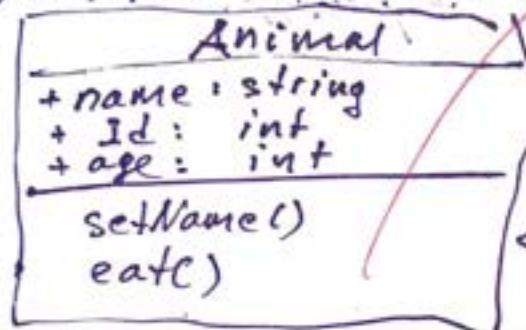 Animal
+ name : string
+ Id : int
+ age : int
setName()
eat()